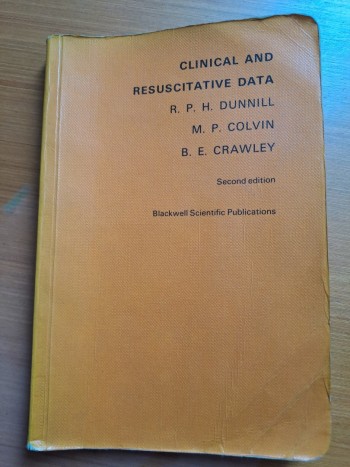 CLINICAL AND
RESUSCITATIVE DATA
R. P. H. DUNNILL
M. P. COLVIN
B. E. CRAWLEY
Second edition
Blackwell Scientific Publications